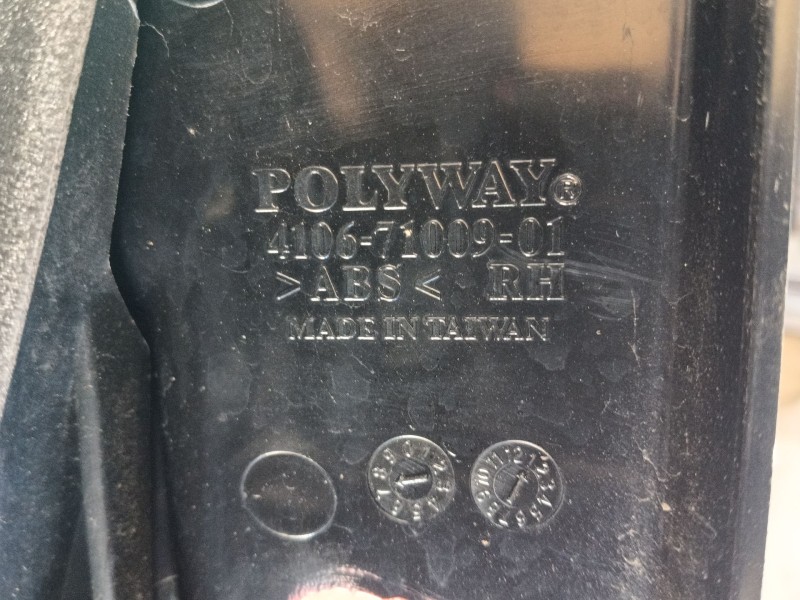 POLYWAY®
4106-71009-01
>ABS< RH
MADE IN TAIWAN